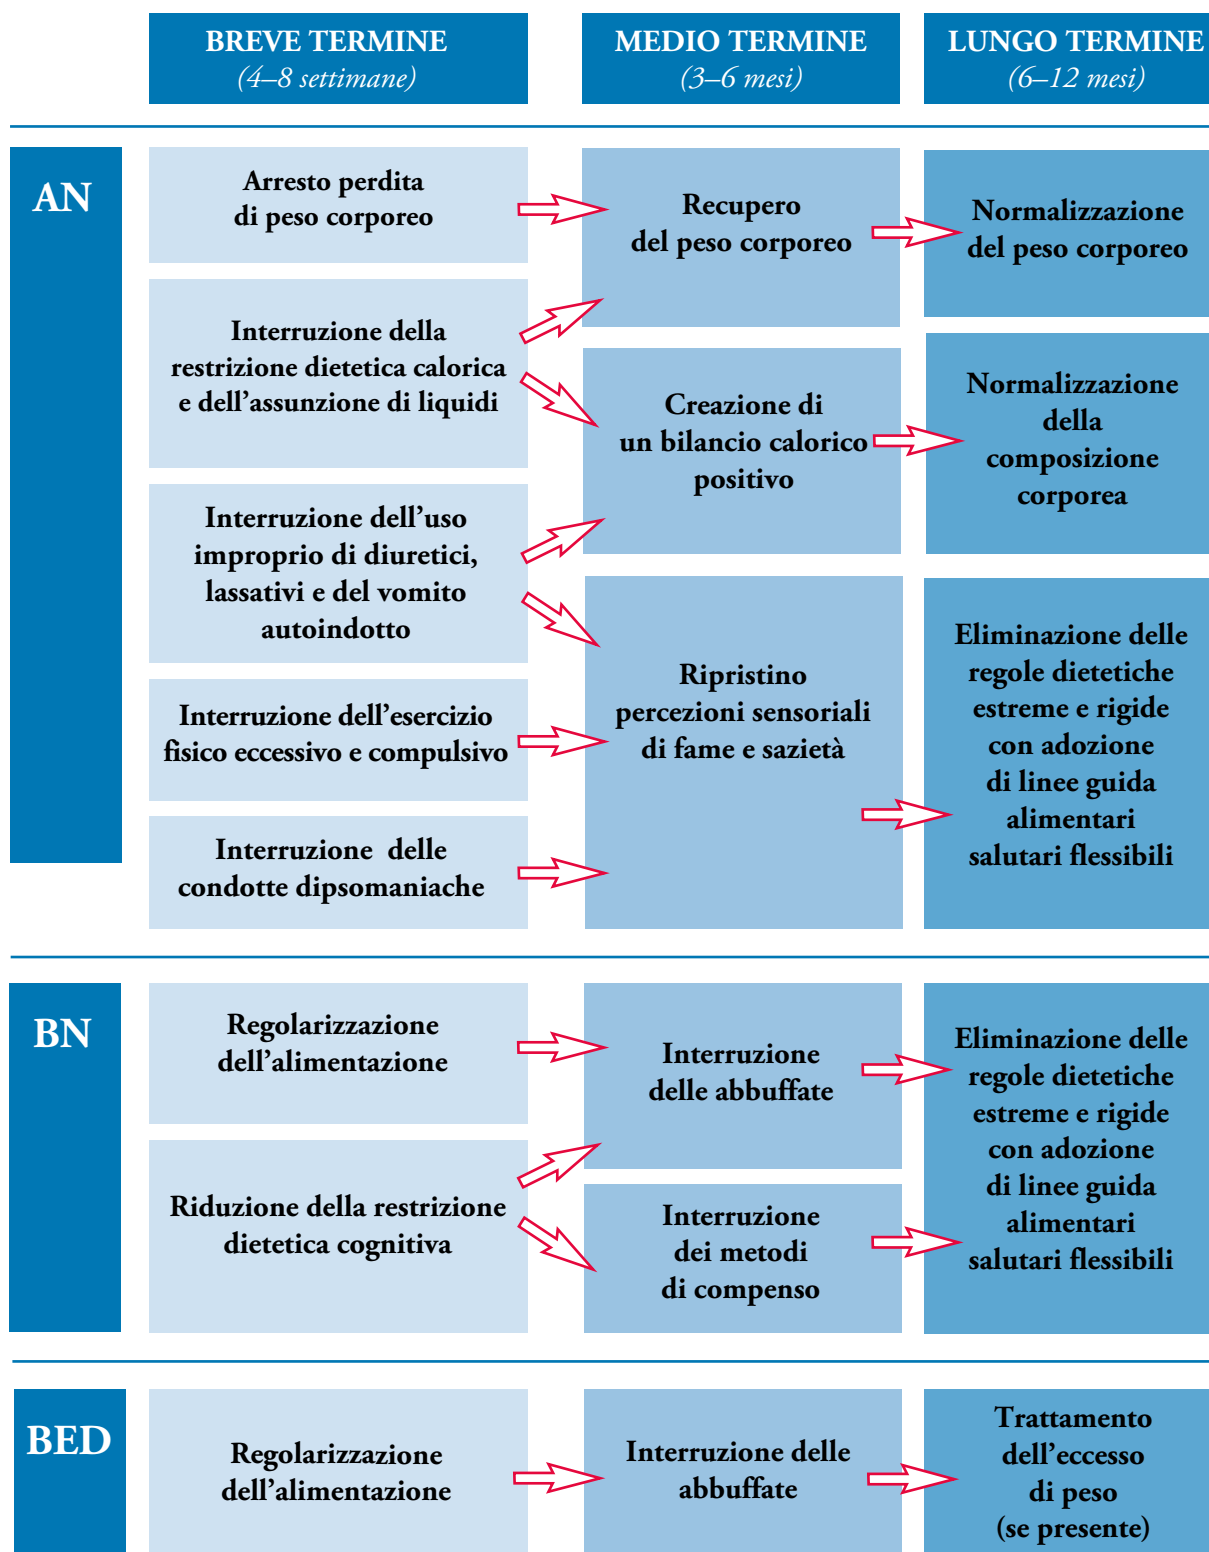 BREVE TERMINE
(4–8 settimane)
MEDIO TERMINE
(3–6 mesi)
LUNGO TERMINE
(6–12 mesi)
AN
Arresto perdita
di peso corporeo
Interruzione della
restrizione dietetica calorica
e dell’assunzione di liquidi
Interruzione dell’uso
improprio di diuretici,
lassativi e del vomito
autoindotto
Interruzione dell’esercizio
fisico eccessivo e compulsivo
Interruzione delle
condotte dipsomaniache
Recupero
del peso corporeo
Creazione di
un bilancio calorico
positivo
Ripristino
percezioni sensoriali
di fame e sazietà
Normalizzazione
del peso corporeo
Normalizzazione
della
composizione
corporea
Eliminazione delle
regole dietetiche
estreme e rigide
con adozione
di linee guida
alimentari
salutari flessibili
BN
Regolarizzazione
dell’alimentazione
Riduzione della restrizione
dietetica cognitiva
Interruzione
delle abbuffate
Interruzione
dei metodi
di compenso
Eliminazione delle
regole dietetiche
estreme e rigide
con adozione
di linee guida
alimentari
salutari flessibili
BED
Regolarizzazione
dell’alimentazione
Interruzione delle
abbuffate
Trattamento
dell’eccesso
di peso
(se presente)